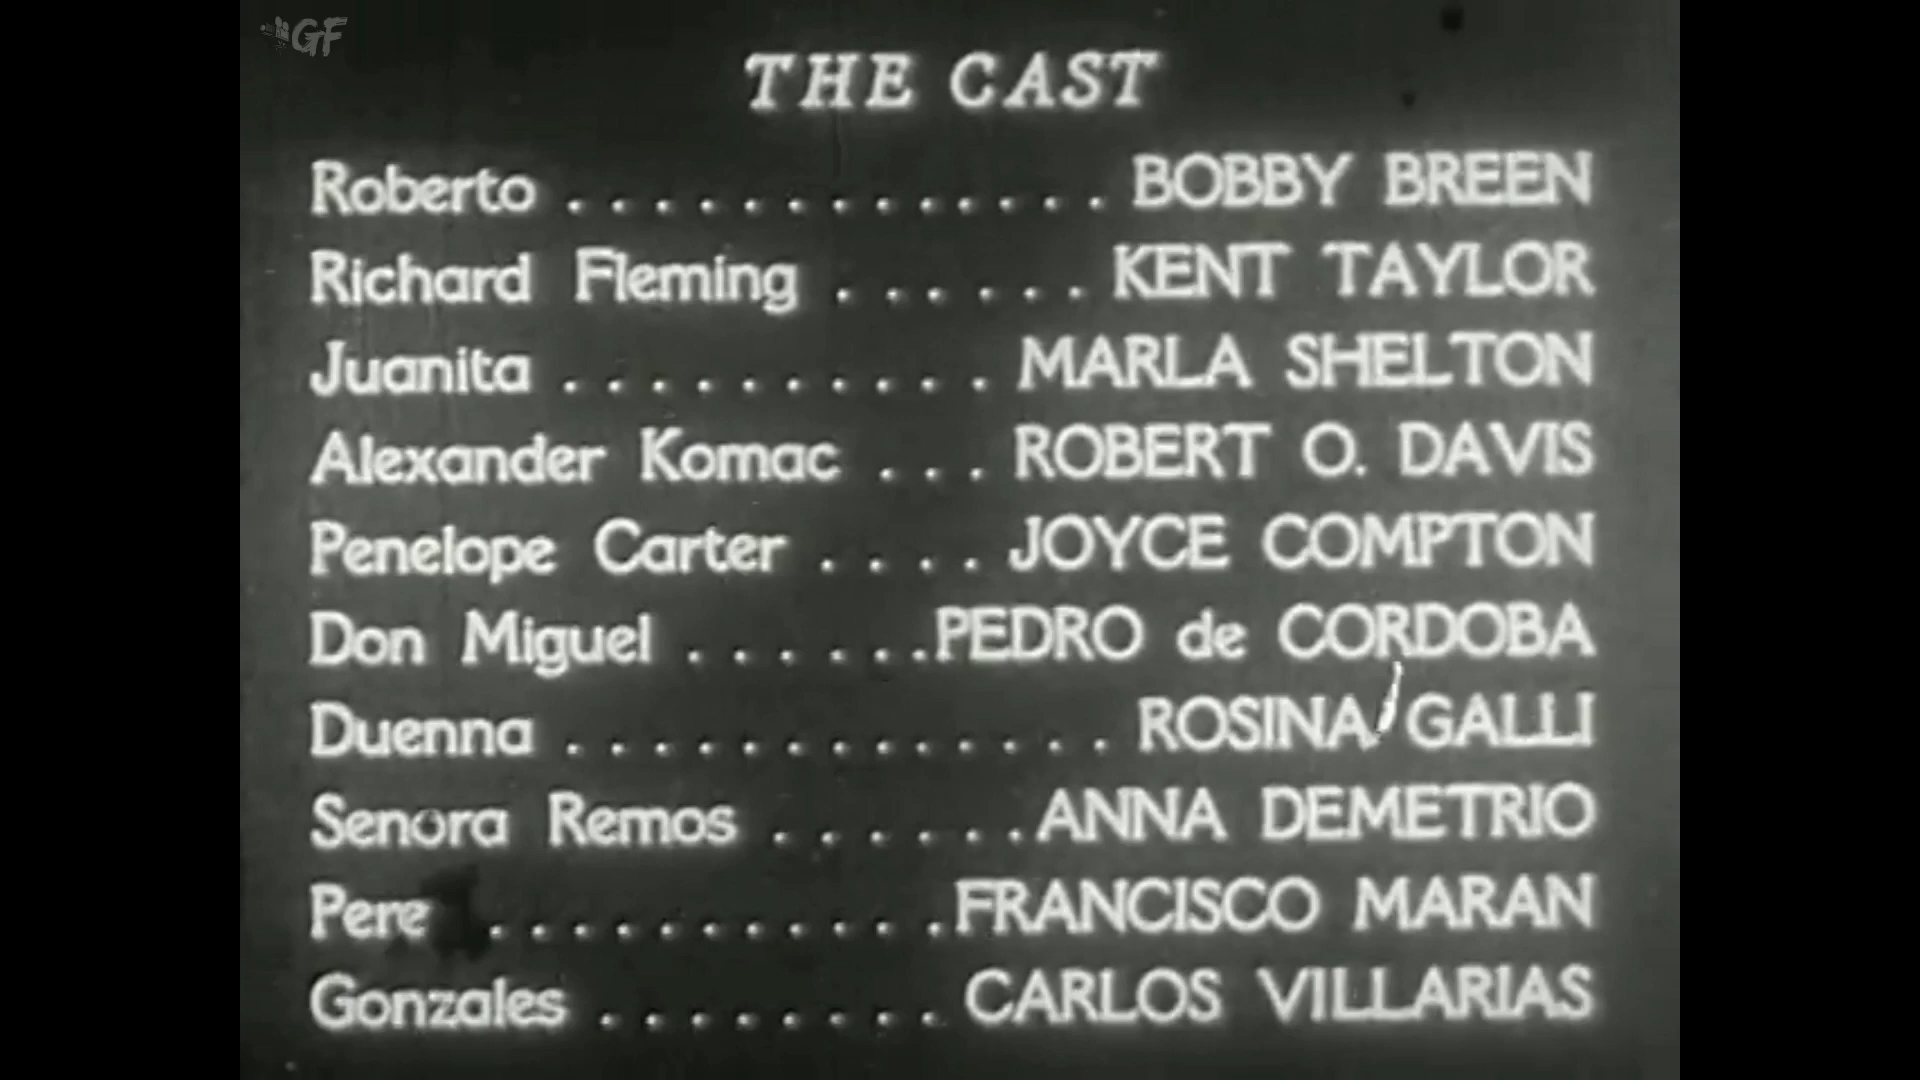 GF
THE CAST
Roberto . . . . . . . . . . . . . BOBBY BREEN
Richard Fleming . . . . . . KENT TAYLOR
Juanita . . . . . . . . . . MARLA SHELTON
Alexander Komac . . . ROBERT O. DAVIS
Penelope Carter . . . . JOYCE COMPTON
Don Miguel . . . . . . PEDRO de CORDOBA
Duenna . . . . . . . . . . . . . ROSINA GALLI
Senora Remos . . . . . . ANNA DEMETRIO
Pere . . . . . . . . . . . FRANCISCO MARAN
Gonzales . . . . . . . . CARLOS VILLARIAS